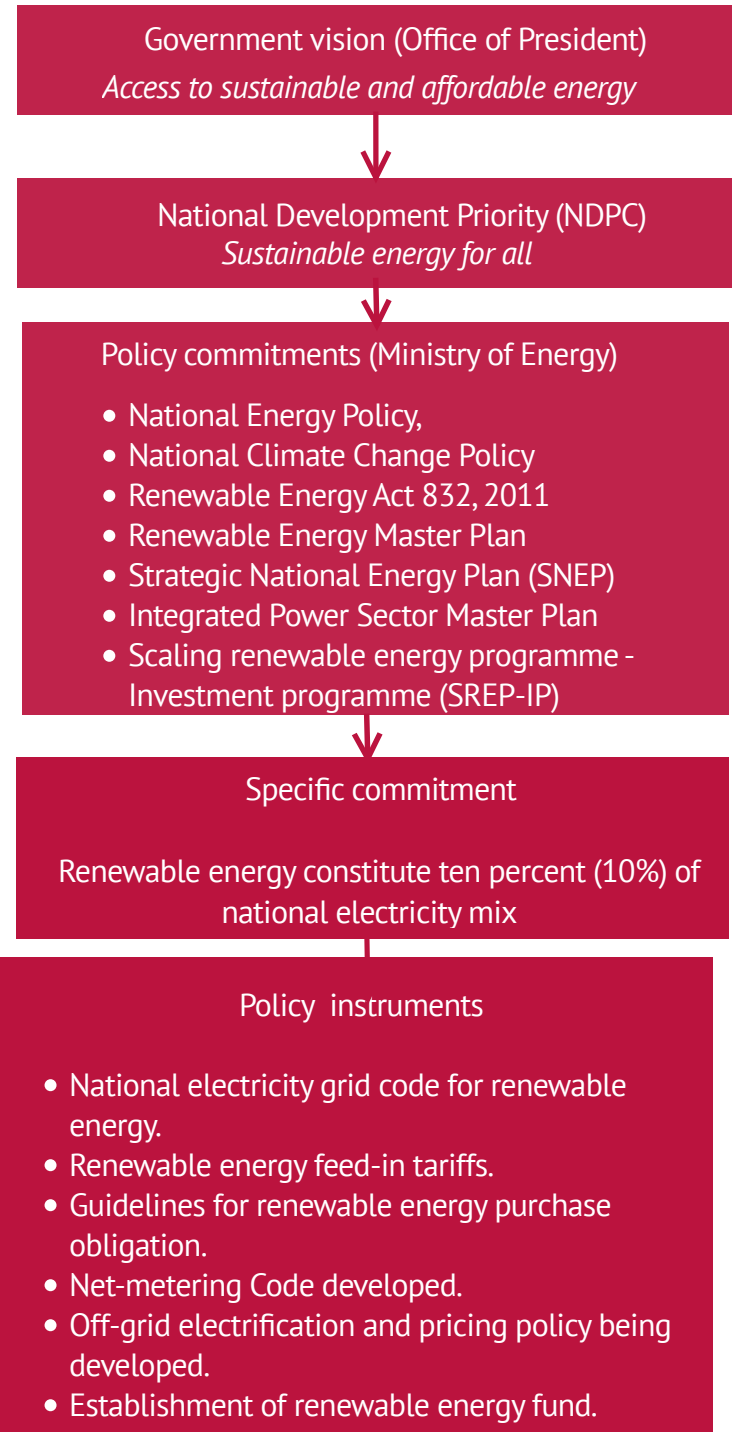 Government vision (Office of President)
Access to sustainable and affordable energy
National Development Priority (NDPC)
Sustainable energy for all
Policy commitments (Ministry of Energy)
• National Energy Policy,
• National Climate Change Policy
• Renewable Energy Act 832, 2011
• Renewable Energy Master Plan
• Strategic National Energy Plan (SNEP)
• Integrated Power Sector Master Plan
• Scaling renewable energy programme -
Investment programme (SREP-IP)
Specific commitment
Renewable energy constitute ten percent (10%) of
national electricity mix
Policy instruments
• National electricity grid code for renewable
energy.
• Renewable energy feed-in tariffs.
• Guidelines for renewable energy purchase
obligation.
• Net-metering Code developed.
• Off-grid electrification and pricing policy being
developed.
• Establishment of renewable energy fund.